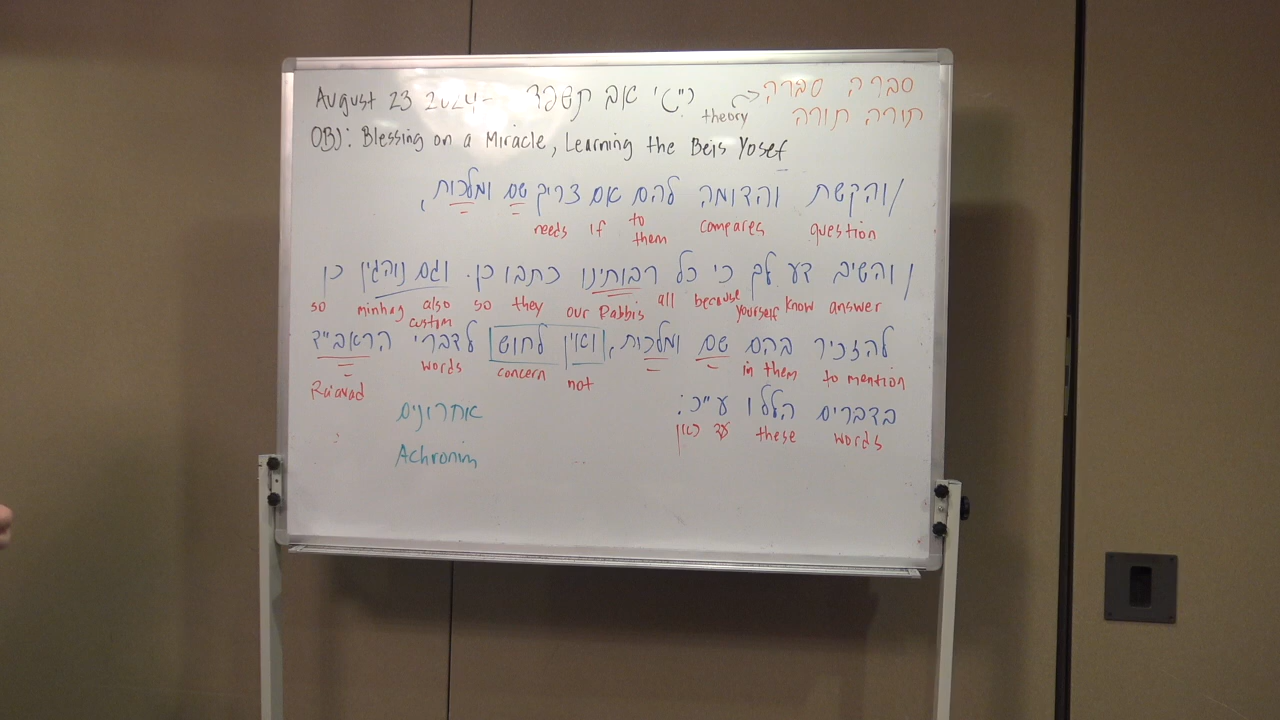 August 23 2024- י"ט אב תשפד
theory
סברה סברה
תורה תורה
OBJ: Blessing on a Miracle, Learning the Beis Yosef
והקשת והדומה להם אם צריך שם ומלכות,
question compares to them if needs
והשיב דע לך כי כל רבותינו כתבו כן. וגם נוהגין כן
answer know yourself because all our Rabbis they so also minhag so
custom
להזכיר בהם שם ומלכות, ואין לחוש לדברי הראב"ד
to mention in them not concern words Raavad
בדברים הללו ע"כ:
words these עד כאן
אחרונים
Achronim